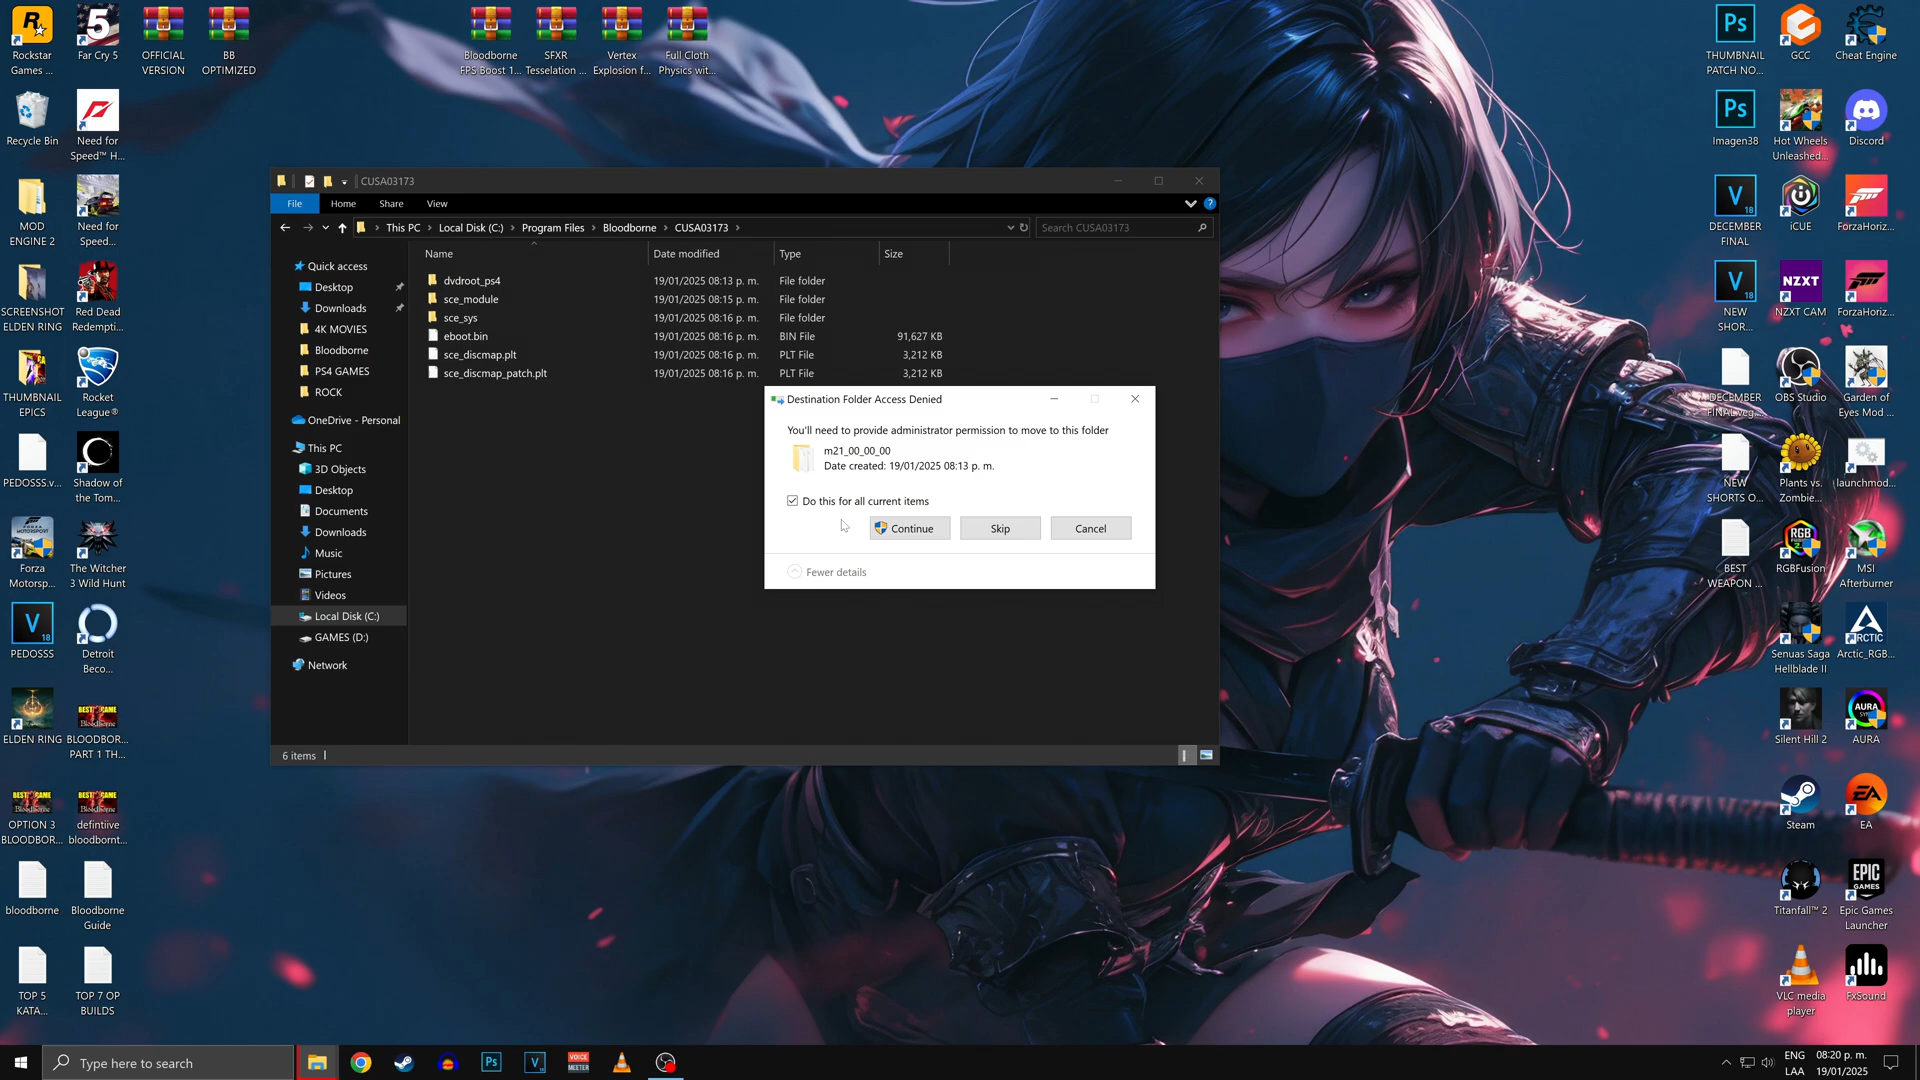 Rockstar
Games ...
Far Cry 5
OFFICIAL
VERSION
BB
OPTIMIZED
Bloodborne
FPS Boost 1...
SFXR
Tesselation ...
Vertex
Explosion f...
Full Cloth
Physics wit...
THUMBNAIL
PATCH NO...
GCC
Cheat Engine
Recycle Bin
Need for
Speed™ H...
Imagen38
Hot Wheels
Unleashed...
Discord
MOD
ENGINE 2
Need for
Speed...
DECEMBER
FINAL
iCUE
ForzaHoriz...
SCREENSHOT
ELDEN RING
Red Dead
Redempti...
NEW
SHOR...
NZXT
NZXT CAM
ForzaHoriz...
THUMBNAIL
EPICS
Rocket
League®
DECEMBER
FINAL.veg...
OBS Studio
Garden of
Eyes Mod ...
PEDOSSS.v...
Shadow of
the Tom...
NEW
SHORTS O...
Plants vs.
Zombie...
launchmod...
Forza
Motorsp...
The Witcher
3 Wild Hunt
BEST
WEAPON ...
RGBFusion
MSI
Afterburner
PEDOSSS
Detroit
Beco...
Senuas Saga
Hellblade II
ARCTIC
Arctic_RGB...
ELDEN RING
BLOODBOR...
PART 1 TH...
Silent Hill 2
AURA
OPTION 3
BLOODBOR...
defintiive
bloodbornt...
Steam
EA
bloodborne
Bloodborne
Guide
Titanfall™ 2
Epic Games
Launcher
TOP 5
KATA...
TOP 7 OP
BUILDS
VLC media
player
FxSound
CUSA03173
File
Home
Share
View
This PC
Local Disk (C:)
Program Files
Bloodborne
CUSA03173
Search CUSA03173
Name
Date modified
Type
Size
Quick access
Desktop
Downloads
4K MOVIES
Bloodborne
PS4 GAMES
ROCK
OneDrive - Personal
This PC
3D Objects
Desktop
Documents
Downloads
Music
Pictures
Videos
Local Disk (C:)
GAMES (D:)
Network
dvdroot_ps4 19/01/2025 08:13 p. m. File folder
sce_module 19/01/2025 08:15 p. m. File folder
sce_sys 19/01/2025 08:16 p. m. File folder
eboot.bin 19/01/2025 08:16 p. m. BIN File 91,627 KB
sce_discmap.plt 19/01/2025 08:16 p. m. PLT File 3,212 KB
sce_discmap_patch.plt 19/01/2025 08:16 p. m. PLT File 3,212 KB
6 items
Destination Folder Access Denied
You'll need to provide administrator permission to move to this folder
m21_00_00_00
Date created: 19/01/2025 08:13 p. m.
Do this for all current items
Continue
Skip
Cancel
Fewer details
Type here to search
ENG
LAA
08:20 p. m.
19/01/2025